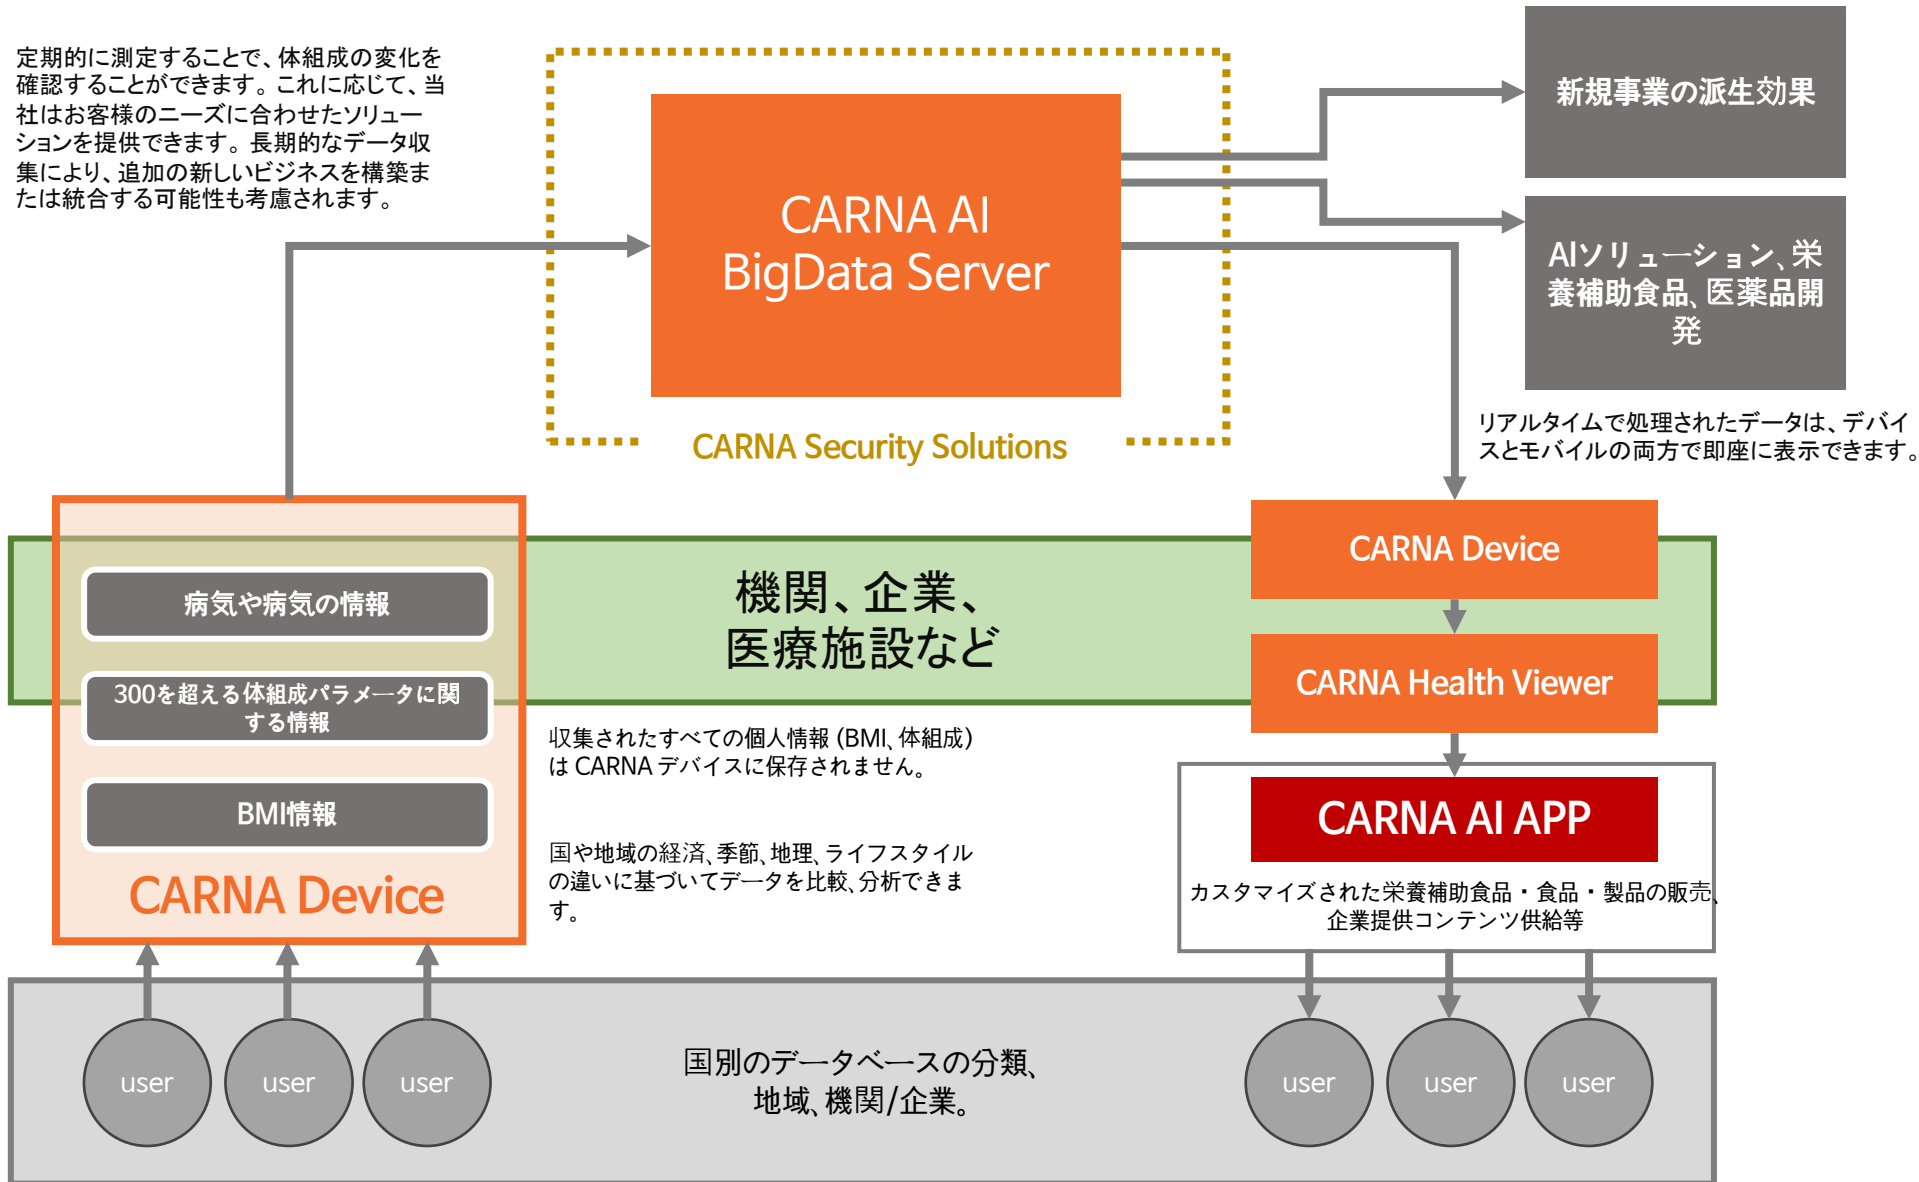 定期的に測定することで、体組成の変化を
確認することができます。これに応じて、当
社はお客様のニーズに合わせたソリュー
ションを提供できます。長期的なデータ収
集により、追加の新しいビジネスを構築ま
たは統合する可能性も考慮されます。
CARNA AI
BigData Server
CARNA Security Solutions
新規事業の派生効果
AIソリューション、栄
養補助食品、医薬品開
発
リアルタイムで処理されたデータは、デバイ
スとモバイルの両方で即座に表示できます。
病気や病気の情報
300を超える体組成パラメータに関
する情報
BMI情報
CARNA Device
機関、企業、
医療施設など
CARNA Device
CARNA Health Viewer
収集されたすべての個人情報 (BMI、体組成)
は CARNA デバイスに保存されません。
国や地域の経済、季節、地理、ライフスタイル
の違いに基づいてデータを比較、分析できま
す。
CARNA AI APP
カスタマイズされた栄養補助食品・食品・製品の販売、
企業提供コンテンツ供給等
user
user
user
国別のデータベースの分類、
地域、機関/企業。
user
user
user